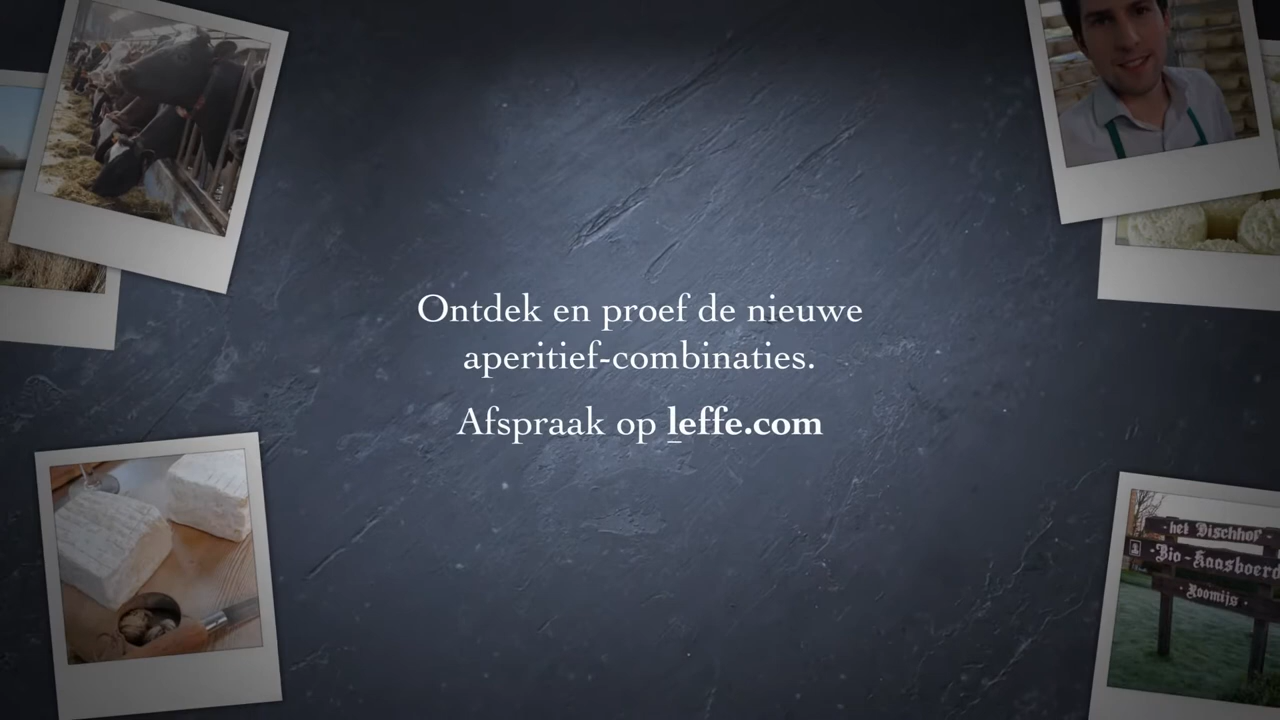 Ontdek en proef de nieuwe
aperitief-combinaties.
Afspraak op leffe.com
-het Dischhof-
-Bio-Kaasboerd
·Roomijs·